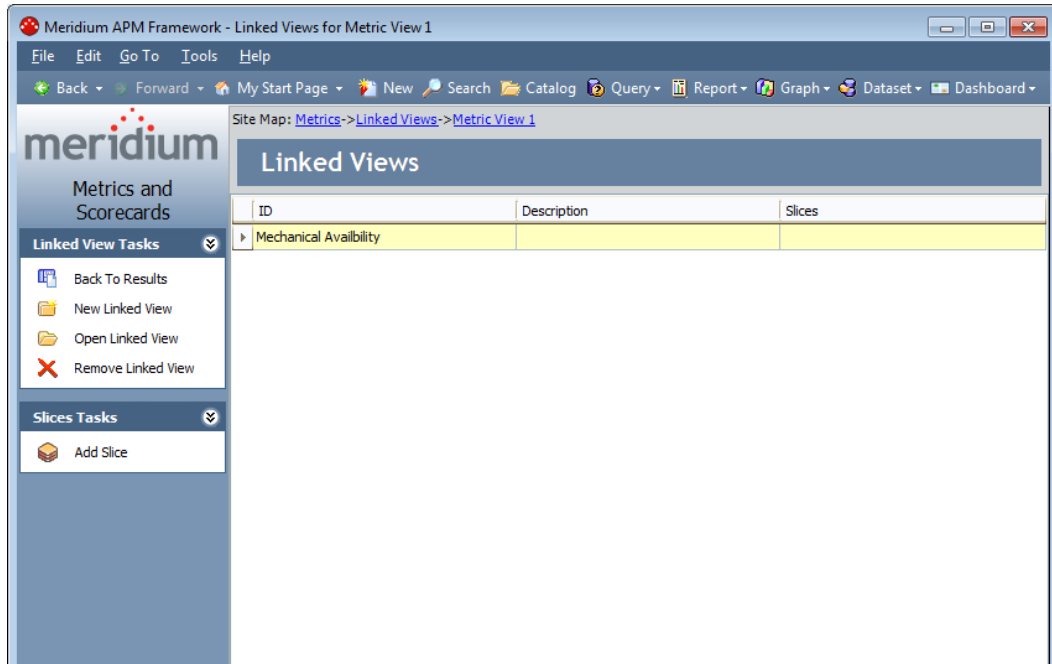 Meridium APM Framework - Linked Views for Metric View 1
File Edit Go To Tools Help
Back Forward My Start Page New Search Catalog Query Report Graph Dataset Dashboard
meridium
Metrics and
Scorecards
Site Map: Metrics->Linked Views->Metric View 1
Linked Views
ID Description Slices
Mechanical Availbility
Linked View Tasks
Back To Results
New Linked View
Open Linked View
Remove Linked View
Slices Tasks
Add Slice